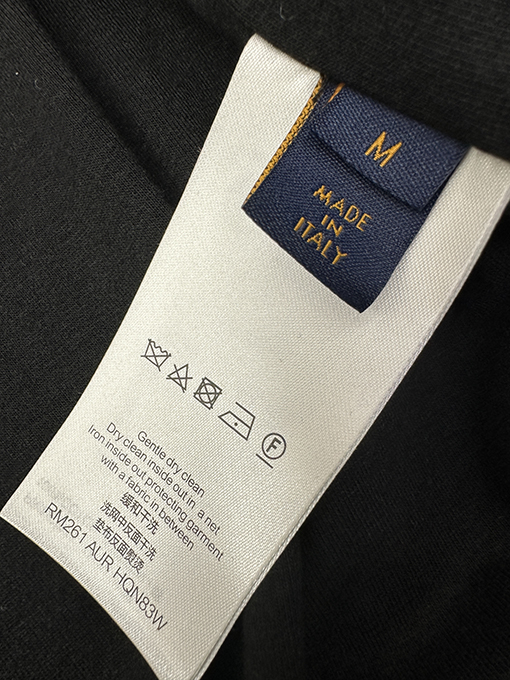 M
MADE
IN
ITALY
F
Gentle dry clean
Dry clean inside out in a net
Iron inside out protecting garment
with a fabric in between
缓和干洗
洗网中反面干洗
垫布反面熨烫
RM261 AUR HQN83W